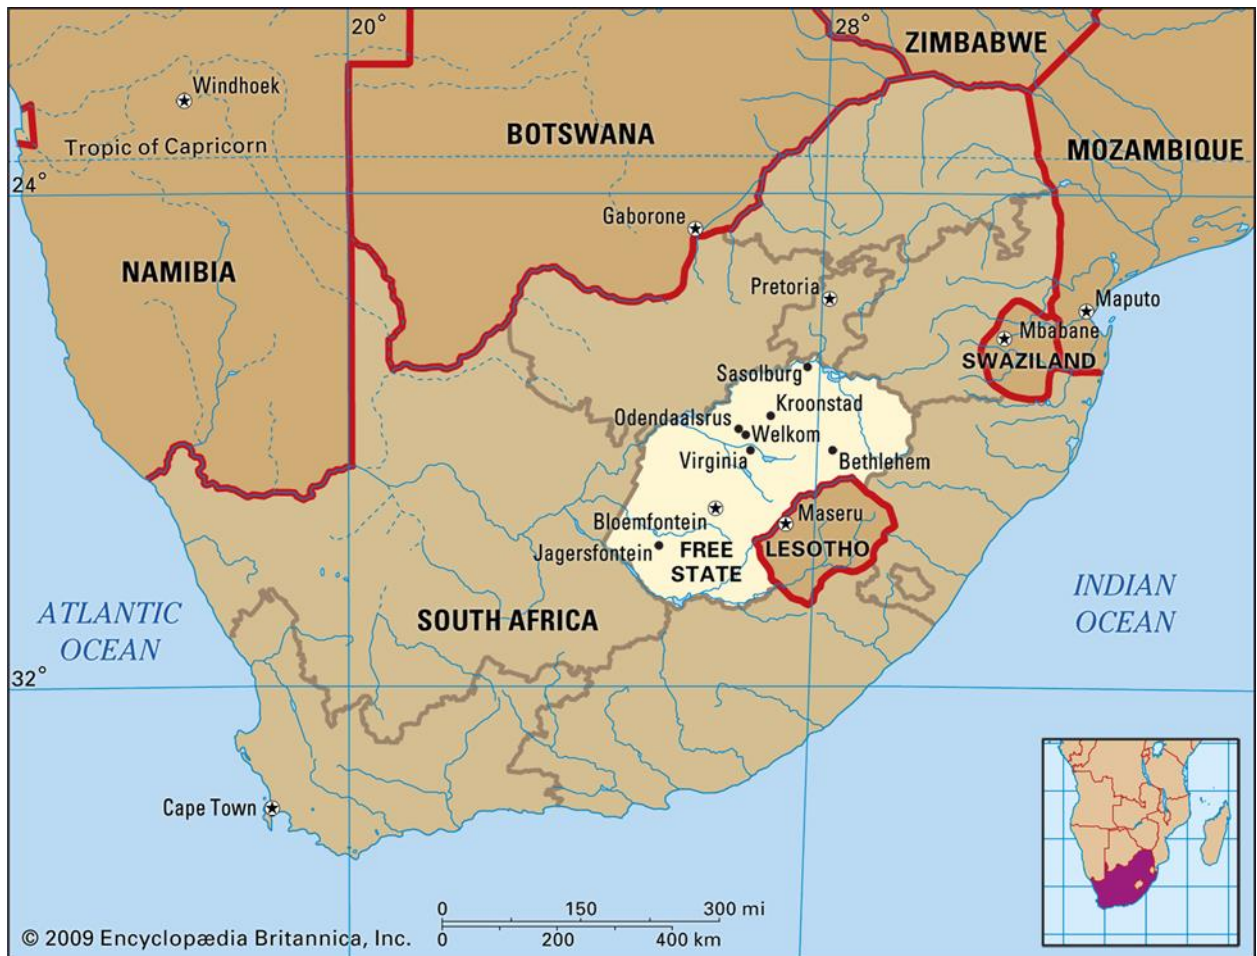 20°
28°
ZIMBABWE
Windhoek
BOTSWANA
Tropic of Capricorn
MOZAMBIQUE
24°
Gaborone
NAMIBIA
Pretoria
Maputo
Mbabane
SWAZILAND
Sasolburg
Kroonstad
Odendaalsrus
Welkom
Virginia
Bethlehem
Bloemfontein
Maseru
Jagersfontein
FREE
STATE
LESOTHO
ATLANTIC
OCEAN
SOUTH AFRICA
INDIAN
OCEAN
32°
Cape Town
0 150 300 mi
0 200 400 km
© 2009 Encyclopædia Britannica, Inc.